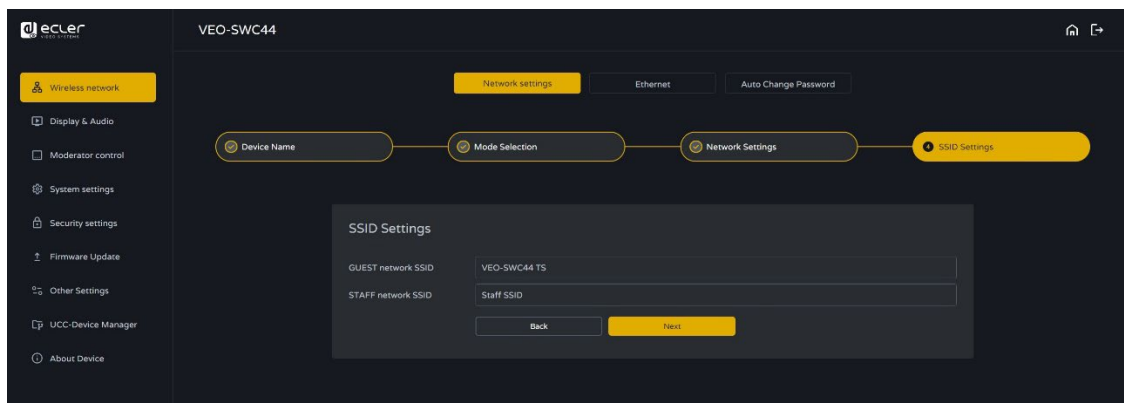 ecler
VIDEO SYSTEMS
VEO-SWC44
Wireless network
Display & Audio
Moderator control
System settings
Security settings
Firmware Update
Other Settings
UCC-Device Manager
About Device
Network settings
Ethernet
Auto Change Password
Device Name
Mode Selection
Network Settings
4 SSID Settings
SSID Settings
GUEST network SSID VEO-SWC44 TS
STAFF network SSID Staff SSID
Back
Next